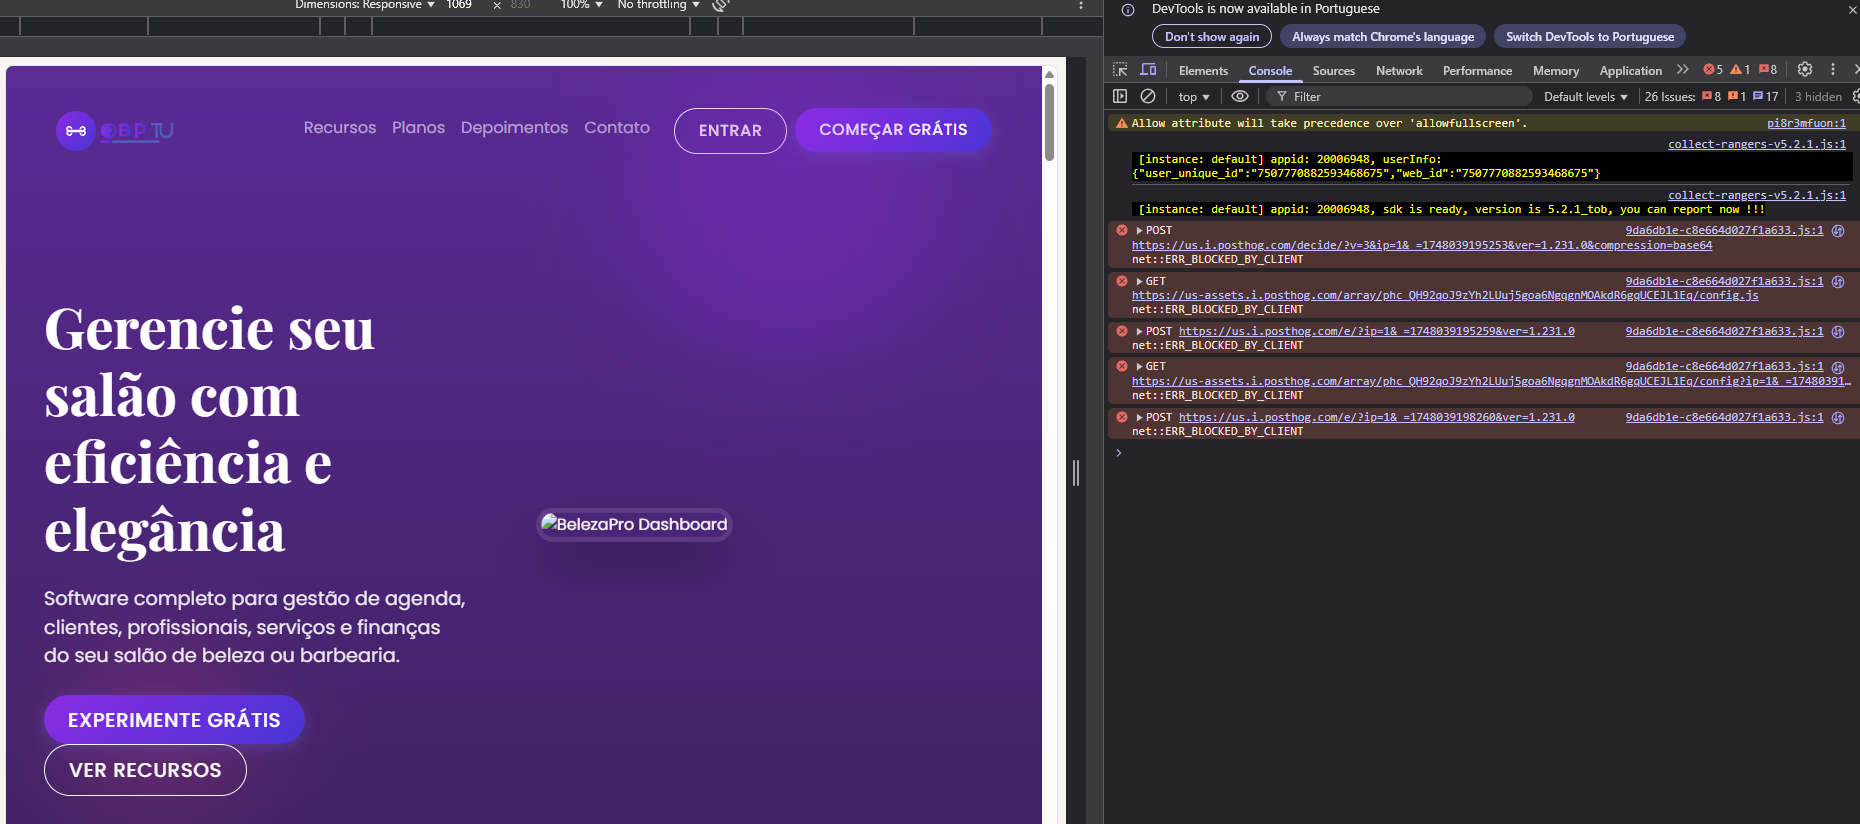 Dimensions: Responsive ▼ 1069 × 830 100% ▼ No throttling ▼
Recursos Planos Depoimentos Contato ENTRAR COMEÇAR GRÁTIS
Gerencie seu
salão com
eficiência e
elegância
BelezaPro Dashboard
Software completo para gestão de agenda,
clientes, profissionais, serviços e finanças
do seu salão de beleza ou barbearia.
EXPERIMENTE GRÁTIS
VER RECURSOS
DevTools is now available in Portuguese
Don't show again Always match Chrome's language Switch DevTools to Portuguese
Elements Console Sources Network Performance Memory Application 5 1 8
top ▼ Filter Default levels ▼ 26 Issues: 8 1 17 3 hidden
Allow attribute will take precedence over 'allowfullscreen'. pi8r3mfuon:1
collect-rangers-v5.2.1.js:1
[instance: default] appid: 20006948, userInfo:
{"user_unique_id":"7507770882593468675","web_id":"7507770882593468675"}
collect-rangers-v5.2.1.js:1
[instance: default] appid: 20006948, sdk is ready, version is 5.2.1_tob, you can report now !!!
POST 9da6db1e-c8e664d027f1a633.js:1
https://us.i.posthog.com/decide/?v=3&ip=1&_=1748039195253&ver=1.231.0&compression=base64
net::ERR_BLOCKED_BY_CLIENT
GET 9da6db1e-c8e664d027f1a633.js:1
https://us-assets.i.posthog.com/array/phc_QH92qoJ9zYh2LUuj5goa6NgqgnMOAkdR6gqUCEJL1Eq/config.js
net::ERR_BLOCKED_BY_CLIENT
POST https://us.i.posthog.com/e/?ip=1&_=1748039195259&ver=1.231.0 9da6db1e-c8e664d027f1a633.js:1
net::ERR_BLOCKED_BY_CLIENT
GET 9da6db1e-c8e664d027f1a633.js:1
https://us-assets.i.posthog.com/array/phc_QH92qoJ9zYh2LUuj5goa6NgqgnMOAkdR6gqUCEJL1Eq/config?ip=1&_=17480391…
net::ERR_BLOCKED_BY_CLIENT
POST https://us.i.posthog.com/e/?ip=1&_=1748039198260&ver=1.231.0 9da6db1e-c8e664d027f1a633.js:1
net::ERR_BLOCKED_BY_CLIENT